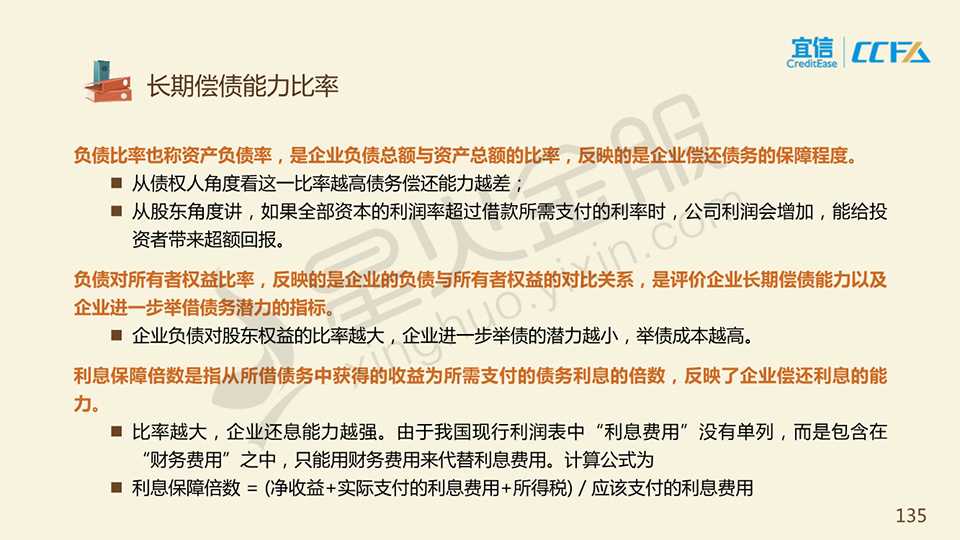 宜信
CreditEase
CCFA
长期偿债能力比率
负债比率也称资产负债率，是企业负债总额与资产总额的比率，反映的是企业偿还债务的保障程度。
■ 从债权人角度看这一比率越高债务偿还能力越差；
■ 从股东角度讲，如果全部资本的利润率超过借款所需支付的利率时，公司利润会增加，能给投
资者带来超额回报。
负债对所有者权益比率，反映的是企业的负债与所有者权益的对比关系，是评价企业长期偿债能力以及
企业进一步举借债务潜力的指标。
■ 企业负债对股东权益的比率越大，企业进一步举债的潜力越小，举债成本越高。
利息保障倍数是指从所借债务中获得的收益为所需支付的债务利息的倍数，反映了企业偿还利息的能
力。
■ 比率越大，企业还息能力越强。由于我国现行利润表中“利息费用”没有单列，而是包含在
“财务费用”之中，只能用财务费用来代替利息费用。计算公式为
■ 利息保障倍数 = (净收益+实际支付的利息费用+所得税) / 应该支付的利息费用
星火金服
xinghuo.yixin.com
135